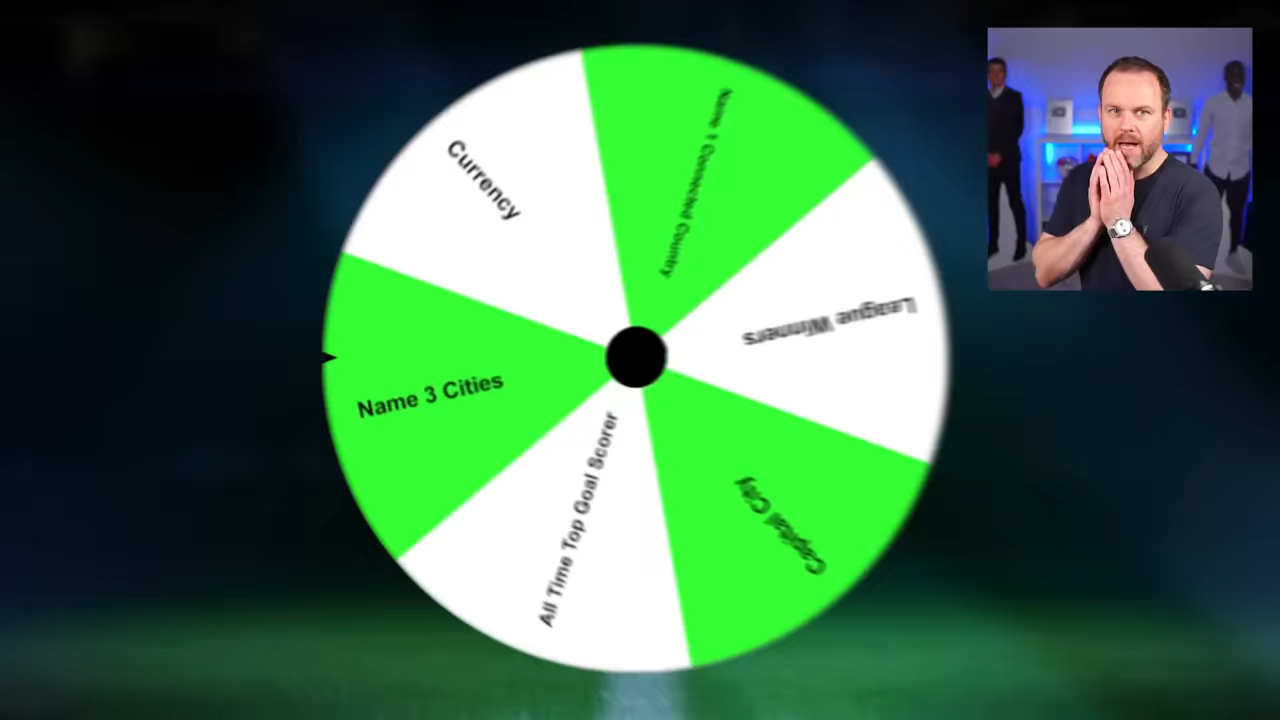 Currency
Name 1 Connected Country
League Winners
Name 3 Cities
All Time Top Goal Scorer
Capital City